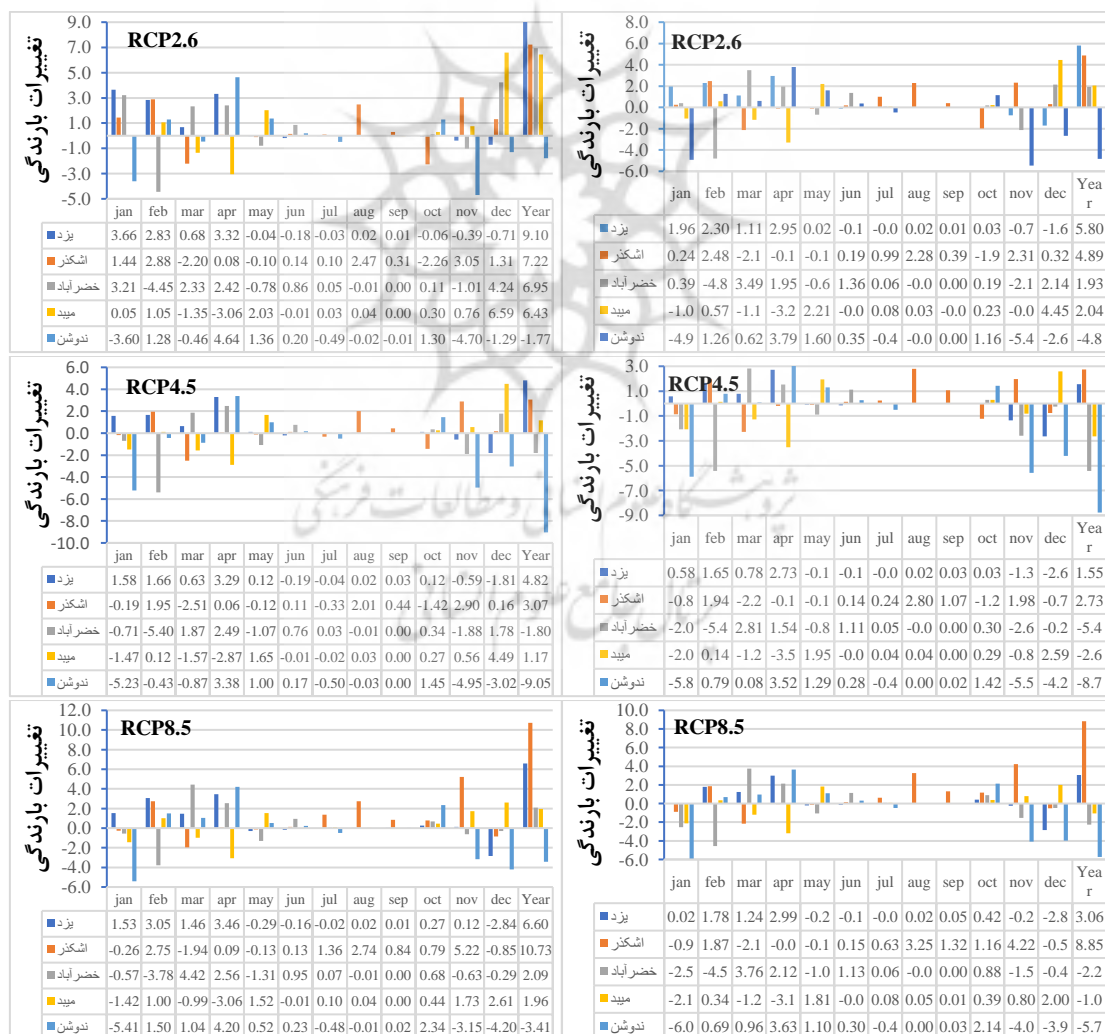 RCP2.6
تغییرات بارندگی
9.0
7.0
5.0
3.0
1.0
-1.0
-3.0
-5.0
jan feb mar apr may jun jul aug sep oct nov dec Year
یزد 3.66 2.83 0.68 3.32 -0.04 -0.18 -0.03 0.02 0.01 -0.06 -0.39 -0.71 9.10
اشکذر 1.44 2.88 -2.20 0.08 -0.10 0.14 0.10 2.47 0.31 -2.26 3.05 1.31 7.22
خضرآباد 3.21 -4.45 2.33 2.42 -0.78 0.86 0.05 -0.01 0.00 0.11 -1.01 4.24 6.95
میبد 0.05 1.05 -1.35 -3.06 2.03 -0.01 0.03 0.04 0.00 0.30 0.76 6.59 6.43
ندوشن -3.60 1.28 -0.46 4.64 1.36 0.20 -0.49 -0.02 -0.01 1.30 -4.70 -1.29 -1.77
RCP2.6
تغییرات بارندگی
8.0
6.0
4.0
2.0
0.0
-2.0
-4.0
-6.0
jan feb mar apr may jun jul aug sep oct nov dec Yea
r
یزد 1.96 2.30 1.11 2.95 0.02 -0.1 -0.0 0.02 0.01 0.03 -0.7 -1.6 5.80
اشکذر 0.24 2.48 -2.1 -0.1 -0.1 0.19 0.99 2.28 0.39 -1.9 2.31 0.32 4.89
خضرآباد 0.39 -4.8 3.49 1.95 -0.6 1.36 0.06 -0.0 0.00 0.19 -2.1 2.14 1.93
میبد -1.0 0.57 -1.1 -3.2 2.21 -0.0 0.08 0.03 -0.0 0.23 -0.0 4.45 2.04
ندوشن -4.9 1.26 0.62 3.79 1.60 0.35 -0.4 -0.0 0.00 1.16 -5.4 -2.6 -4.8
RCP4.5
تغییرات بارندگی
6.0
4.0
2.0
0.0
-2.0
-4.0
-6.0
-8.0
-10.0
jan feb mar apr may jun jul aug sep oct nov dec Year
یزد 1.58 1.66 0.63 3.29 0.12 -0.19 -0.04 0.02 0.03 0.12 -0.59 -1.81 4.82
اشکذر -0.19 1.95 -2.51 0.06 -0.12 0.11 -0.33 2.01 0.44 -1.42 2.90 0.16 3.07
خضرآباد -0.71 -5.40 1.87 2.49 -1.07 0.76 0.03 -0.01 0.00 0.34 -1.88 1.78 -1.80
میبد -1.47 0.12 -1.57 -2.87 1.65 -0.01 -0.02 0.03 0.00 0.27 0.56 4.49 1.17
ندوشن -5.23 -0.43 -0.87 3.38 1.00 0.17 -0.50 -0.03 0.00 1.45 -4.95 -3.02 -9.05
RCP4.5
تغییرات بارندگی
3.0
1.0
-1.0
-3.0
-5.0
-7.0
-9.0
jan feb mar apr may jun jul aug sep oct nov dec Yea
r
یزد 0.58 1.65 0.78 2.73 -0.1 -0.1 -0.0 0.02 0.03 0.03 -1.3 -2.6 1.55
اشکذر -0.8 1.94 -2.2 -0.1 -0.1 0.14 0.24 2.80 1.07 -1.2 1.98 -0.7 2.73
خضرآباد -2.0 -5.4 2.81 1.54 -0.8 1.11 0.05 -0.0 0.00 0.30 -2.6 -0.2 -5.4
میبد -2.0 0.14 -1.2 -3.5 1.95 -0.0 0.04 0.04 0.00 0.29 -0.8 2.59 -2.6
ندوشن -5.8 0.79 0.08 3.52 1.29 0.28 -0.4 0.00 0.02 1.42 -5.5 -4.2 -8.7
پژوهشگاه علوم انسانی و مطالعات فرهنگی
پرتال جامع علوم انسانی
RCP8.5
تغییرات بارندگی
12.0
10.0
8.0
6.0
4.0
2.0
0.0
-2.0
-4.0
-6.0
jan feb mar apr may jun jul aug sep oct nov dec Year
یزد 1.53 3.05 1.46 3.46 -0.29 -0.16 -0.02 0.02 0.01 0.27 0.12 -2.84 6.60
اشکذر -0.26 2.75 -1.94 0.09 -0.13 0.13 1.36 2.74 0.84 0.79 5.22 -0.85 10.73
خضرآباد -0.57 -3.78 4.42 2.56 -1.31 0.95 0.07 -0.01 0.00 0.68 -0.63 -0.29 2.09
میبد -1.42 1.00 -0.99 -3.06 1.52 -0.01 0.10 0.04 0.00 0.44 1.73 2.61 1.96
ندوشن -5.41 1.50 1.04 4.20 0.52 0.23 -0.48 -0.01 0.02 2.34 -3.15 -4.20 -3.41
RCP8.5
تغییرات بارندگی
10.0
8.0
6.0
4.0
2.0
0.0
-2.0
-4.0
-6.0
jan feb mar apr may jun jul aug sep oct nov dec Yea
r
یزد 0.02 1.78 1.24 2.99 -0.2 -0.1 -0.0 0.02 0.05 0.42 -0.2 -2.8 3.06
اشکذر -0.9 1.87 -2.1 -0.0 -0.1 0.15 0.63 3.25 1.32 1.16 4.22 -0.5 8.85
خضرآباد -2.5 -4.5 3.76 2.12 -1.0 1.13 0.06 -0.0 0.00 0.88 -1.5 -0.4 -2.2
میبد -2.1 0.34 -1.2 -3.1 1.81 -0.0 0.08 0.05 0.01 0.39 0.80 2.00 -1.0
ندوشن -6.0 0.69 0.96 3.63 1.10 0.30 -0.4 0.00 0.03 2.14 -4.0 -3.9 -5.7